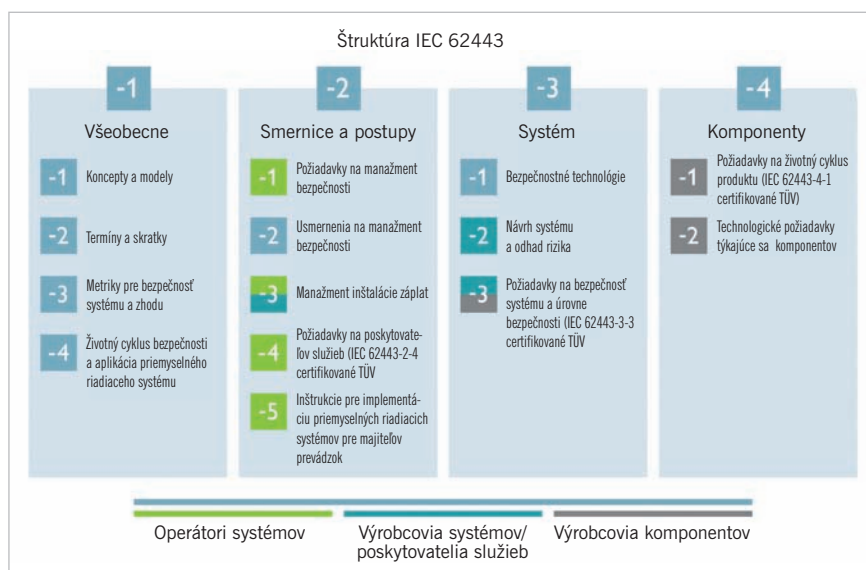 Štruktúra IEC 62443
-1
Všeobecne
-1
Koncepty a modely
-2
Termíny a skratky
-3
Metriky pre bezpečnosť
systému a zhodu
-4
Životný cyklus bezpečnosti
a aplikácia priemyselného
riadiaceho systému
-2
Smernice a postupy
-1
Požiadavky na manažment
bezpečnosti
-2
Usmernenia na manažment
bezpečnosti
-3
Manažment inštalácie záplat
-4
Požiadavky na poskytovate-
ľov služieb (IEC 62443-2-4
certifikované TÜV
-5
Inštrukcie pre implementá-
ciu priemyselných riadiacich
systémov pre majiteľov
prevádzok
-3
Systém
-1
Bezpečnostné technológie
-2
Návrh systému
a odhad rizika
-3
Požiadavky na bezpečnosť
systému a úrovne
bezpečnosti (IEC 62443-3-3
certifikované TÜV
-4
Komponenty
-1
Požiadavky na životný cyklus
produktu (IEC 62443-4-1
certifikované TÜV)
-2
Technologické požiadavky
týkajúce sa komponentov
Operátori systémov
Výrobcovia systémov/
poskytovatelia služieb
Výrobcovia komponentov